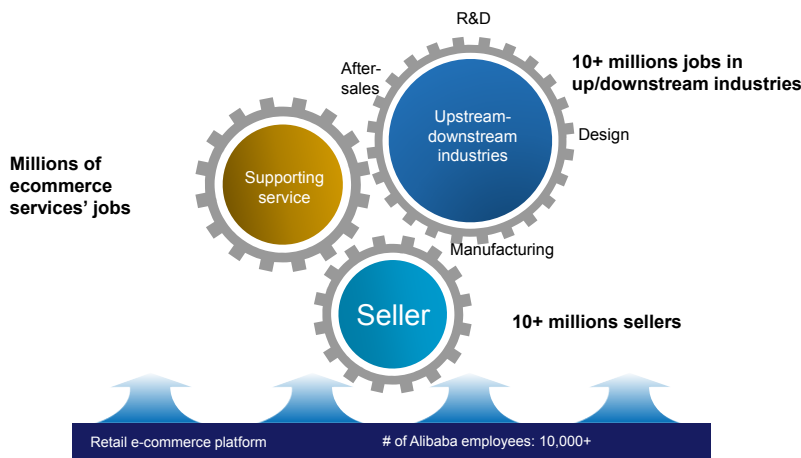 R&D
After-
sales
10+ millions jobs in
up/downstream industries
Upstream-
downstream
industries
Design
Millions of
ecommerce
services’ jobs
Supporting
service
Manufacturing
Seller
10+ millions sellers
Retail e-commerce platform
# of Alibaba employees: 10,000+